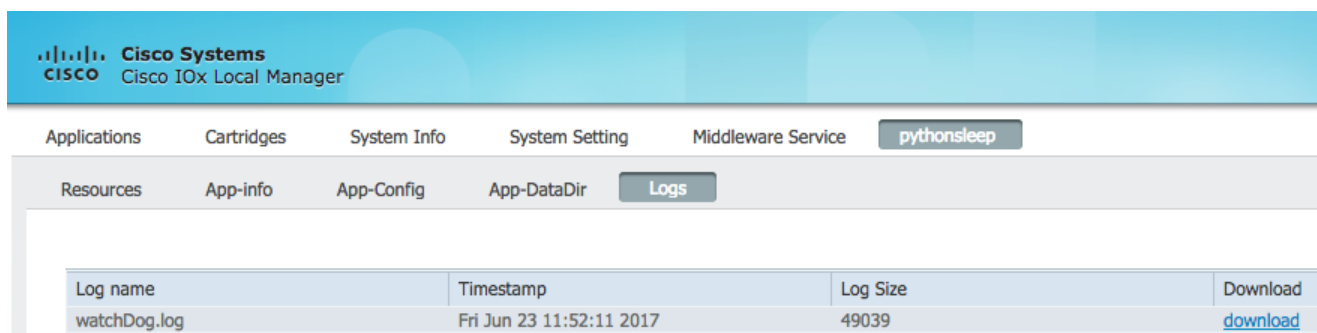 Cisco Systems
CISCO Cisco IOx Local Manager
Applications Cartridges System Info System Setting Middleware Service pythonsleep
Resources App-info App-Config App-DataDir Logs
Log name Timestamp Log Size Download
watchDog.log Fri Jun 23 11:52:11 2017 49039 download